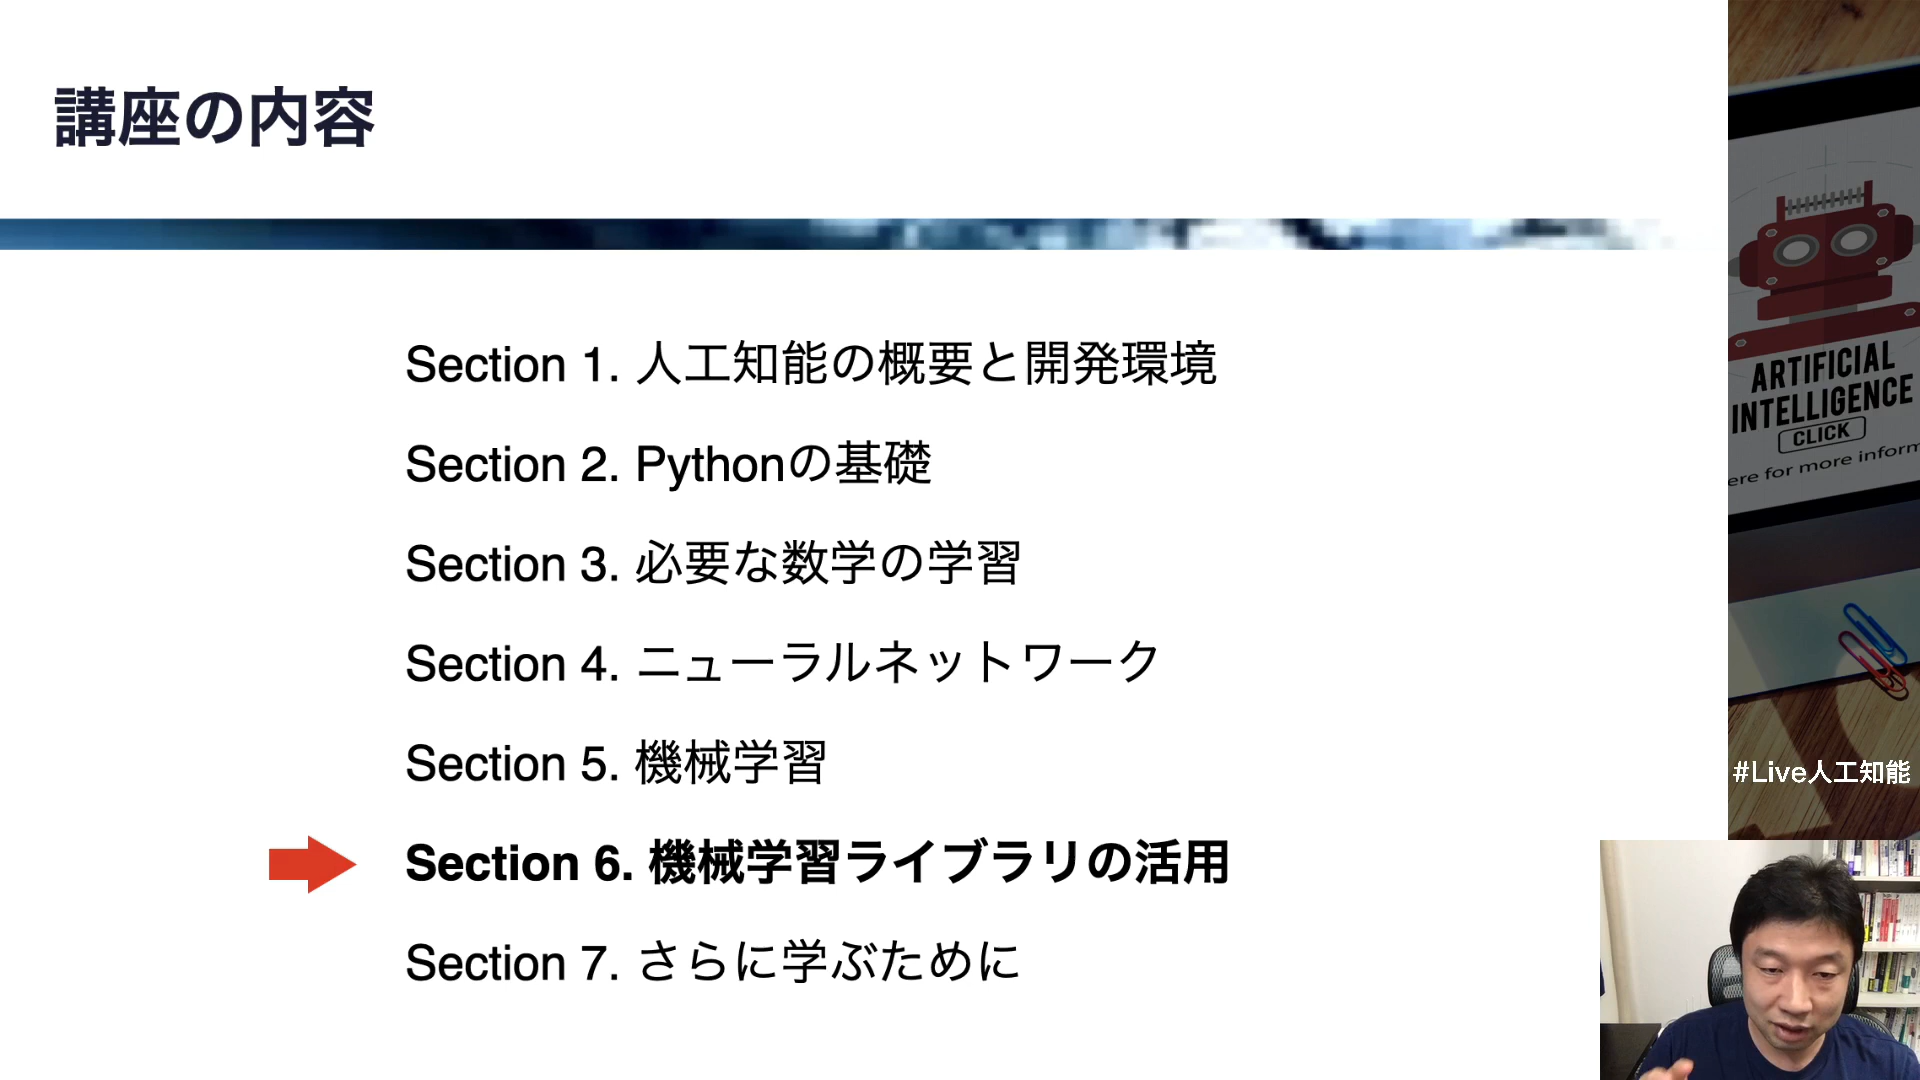 講座の内容
Section 1. 人工知能の概要と開発環境
Section 2. Pythonの基礎
Section 3. 必要な数学の学習
Section 4. ニューラルネットワーク
Section 5. 機械学習
Section 6. 機械学習ライブラリの活用
Section 7. さらに学ぶために
ARTIFICIAL
INTELLIGENCE
CLICK
ere for more inform
#Live人工知能